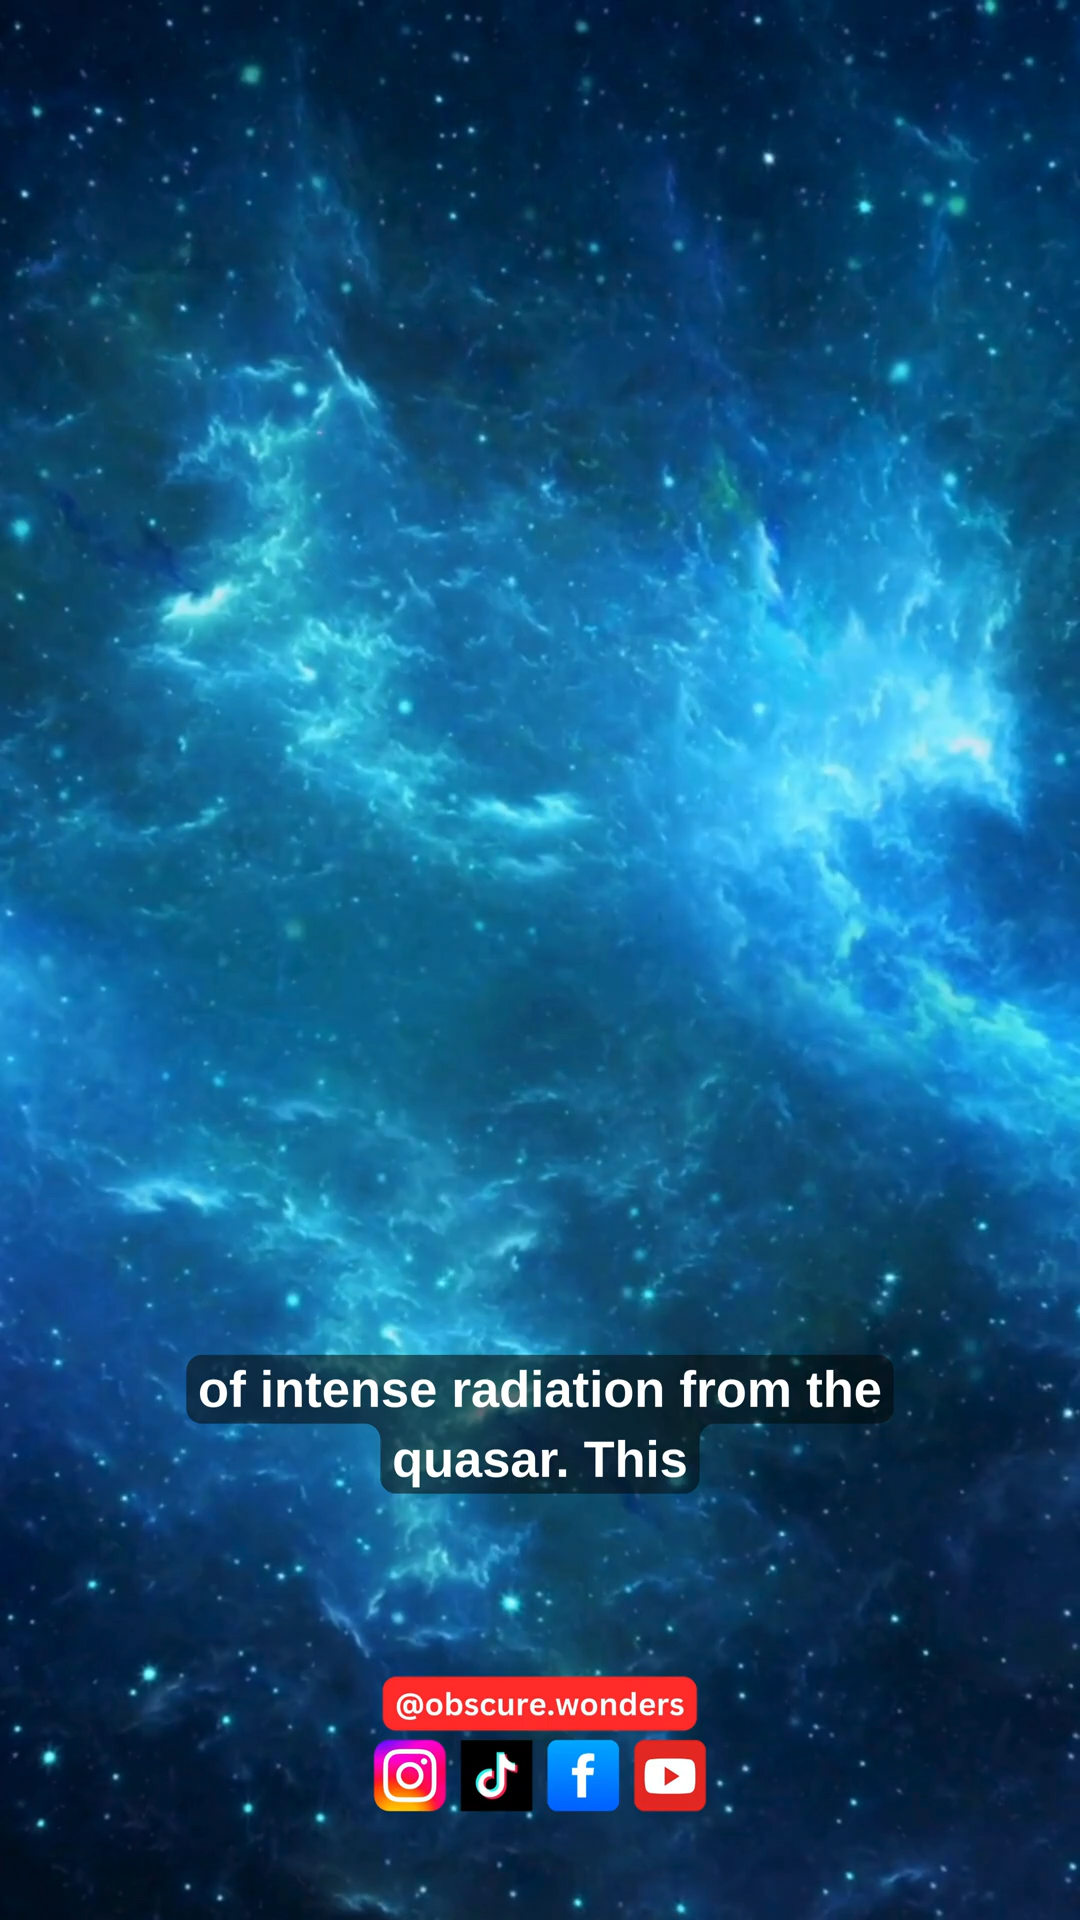 of intense radiation from the
quasar. This
@obscure.wonders